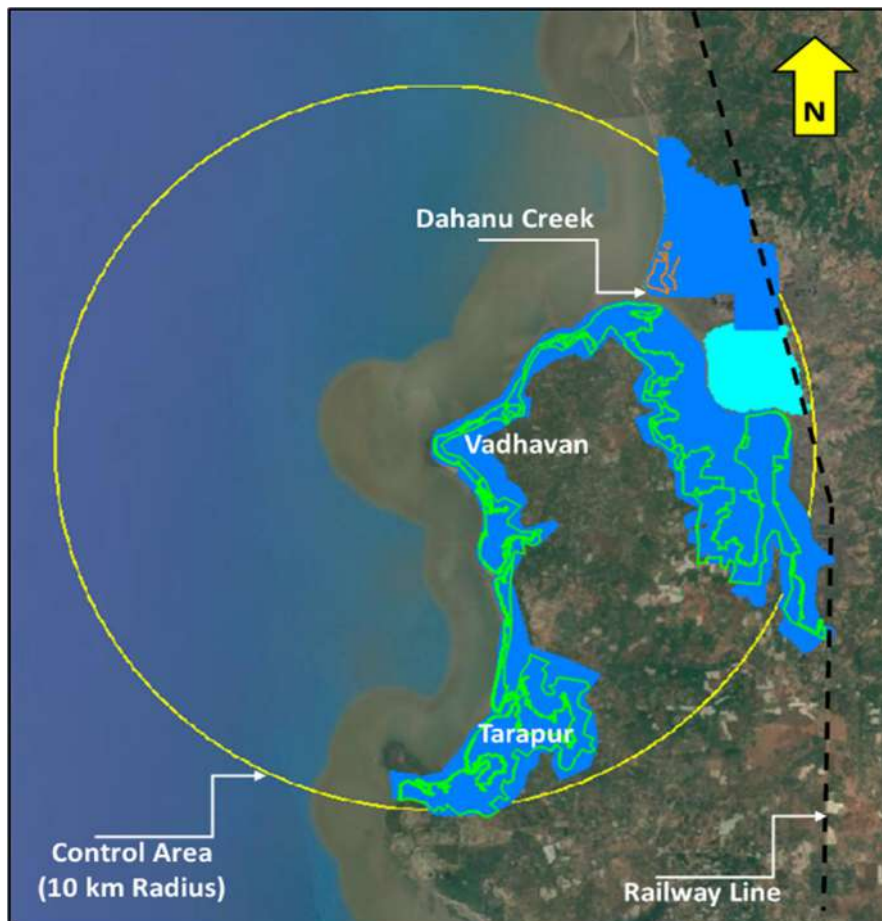 N
Dahanu Creek
Vadhavan
Tarapur
Control Area
(10 km Radius)
Railway Line